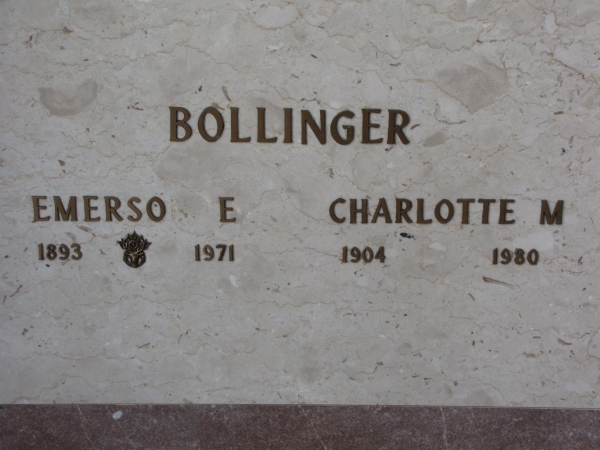 BOLLINGER
EMERSO E CHARLOTTE M
1893 1971 1904 1980